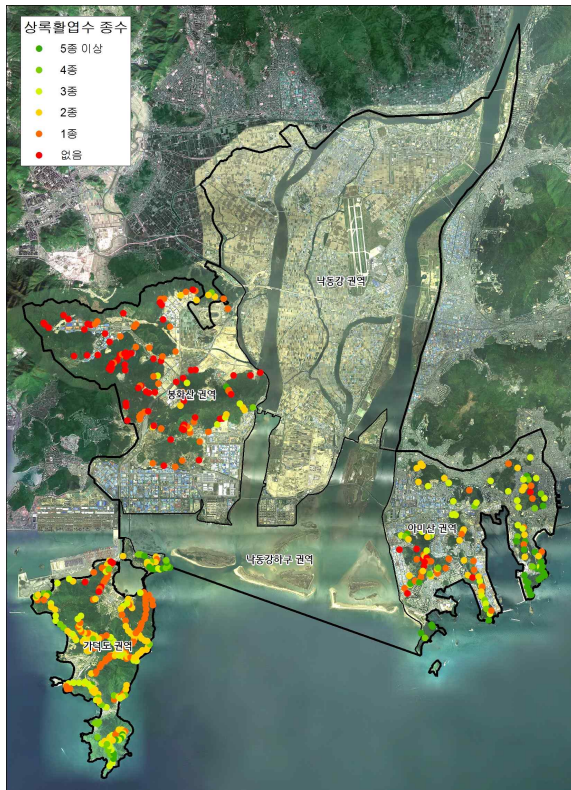 상록활엽수 종수
5종 이상
4종
3종
2종
1종
없음
낙동강 권역
봉화산 권역
아미산 권역
낙동강하구 권역
가덕도 권역